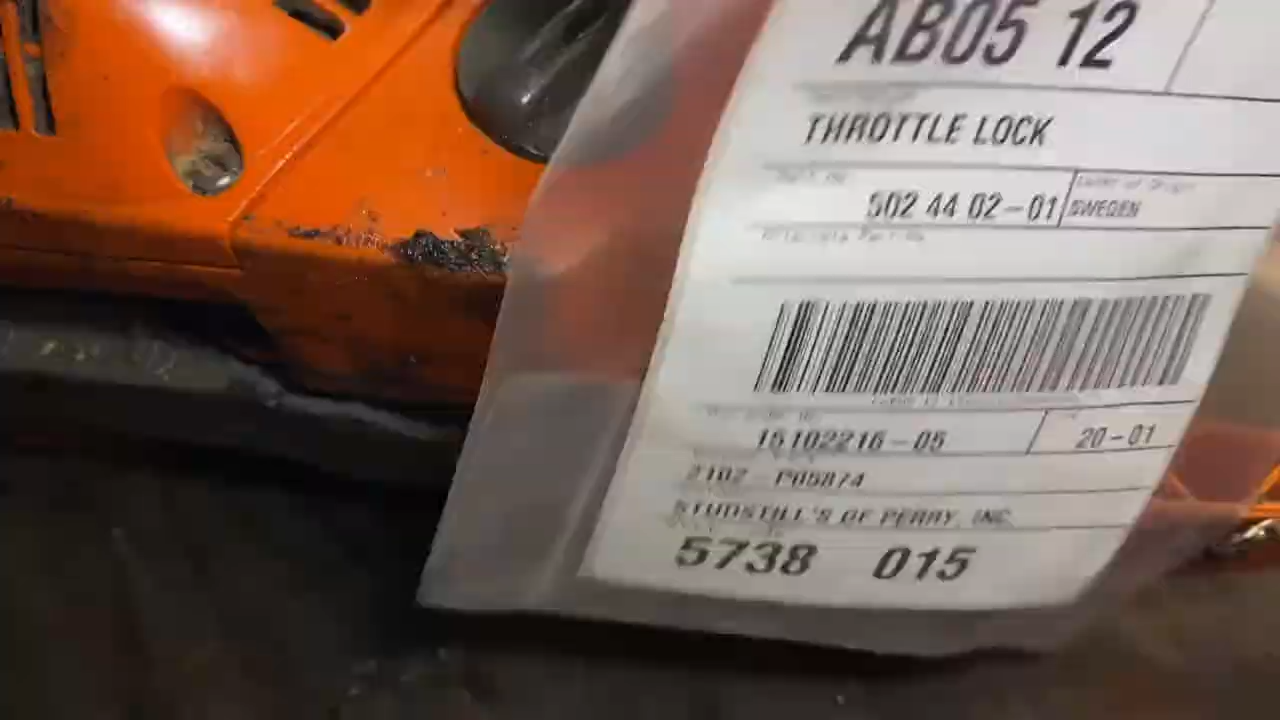 AB05 12
THROTTLE LOCK
502 44 02-01
SWEDEN
15102216-05
20-01
2102 P05874
STUDSTILL'S OF PERRY, INC.
5738 015